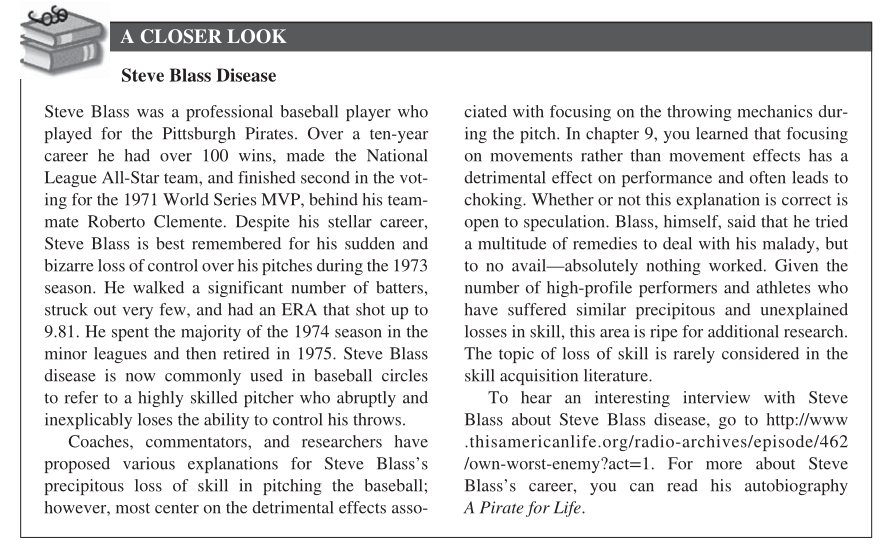 A CLOSER LOOK
Steve Blass Disease
Steve Blass was a professional baseball player who
played for the Pittsburgh Pirates. Over a ten-year
career he had over 100 wins, made the National
League All-Star team, and finished second in the vot-
ing for the 1971 World Series MVP, behind his team-
mate Roberto Clemente. Despite his stellar career,
Steve Blass is best remembered for his sudden and
bizarre loss of control over his pitches during the 1973
season. He walked a significant number of batters,
struck out very few, and had an ERA that shot up to
9.81. He spent the majority of the 1974 season in the
minor leagues and then retired in 1975. Steve Blass
disease is now commonly used in baseball circles
to refer to a highly skilled pitcher who abruptly and
inexplicably loses the ability to control his throws.
Coaches, commentators, and researchers have
proposed various explanations for Steve Blass's
precipitous loss of skill in pitching the baseball;
however, most center on the detrimental effects asso-
ciated with focusing on the throwing mechanics dur-
ing the pitch. In chapter 9, you learned that focusing
on movements rather than movement effects has a
detrimental effect on performance and often leads to
choking. Whether or not this explanation is correct is
open to speculation. Blass, himself, said that he tried
a multitude of remedies to deal with his malady, but
to no avail—absolutely nothing worked. Given the
number of high-profile performers and athletes who
have suffered similar precipitous and unexplained
losses in skill, this area is ripe for additional research.
The topic of loss of skill is rarely considered in the
skill acquisition literature.
To hear an interesting interview with Steve
Blass about Steve Blass disease, go to http://www
.thisamericanlife.org/radio-archives/episode/462
/own-worst-enemy?act=1. For more about Steve
Blass's career, you can read his autobiography
A Pirate for Life.